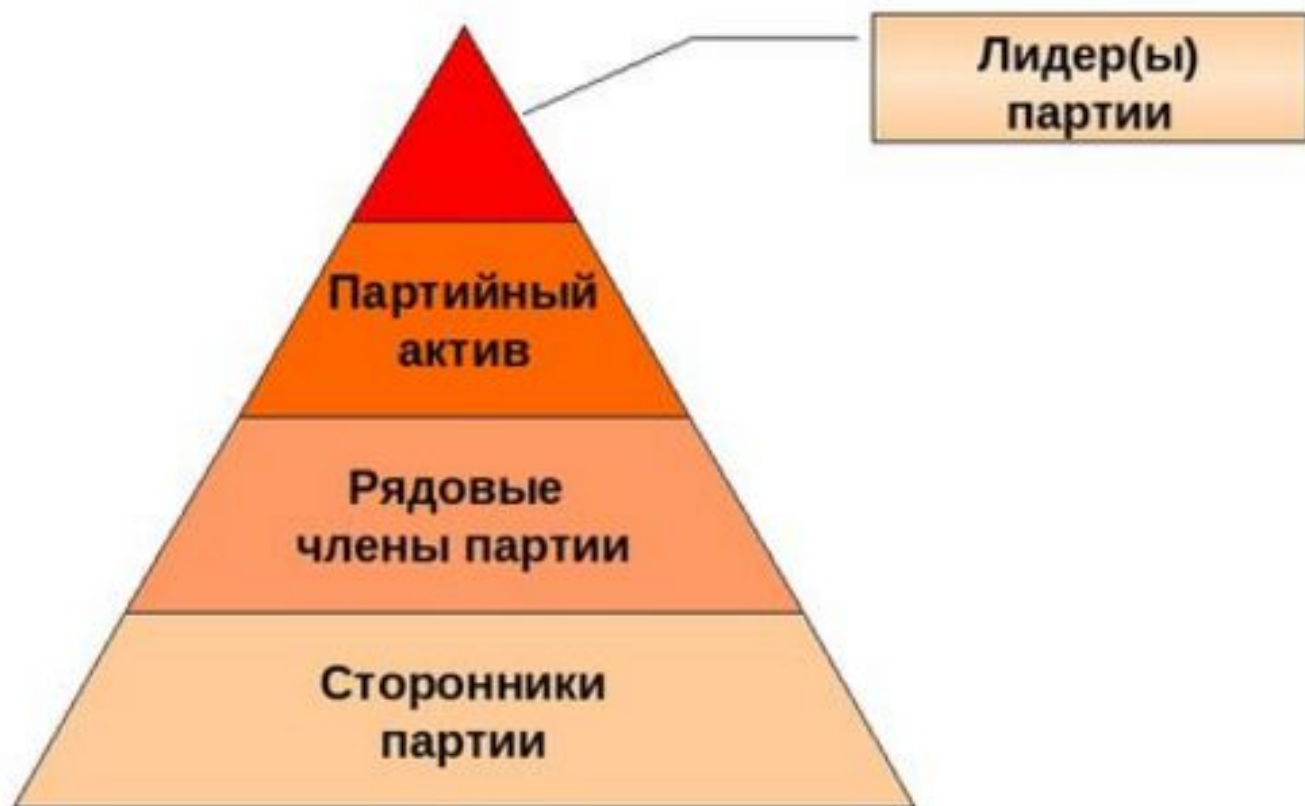 Лидер(ы)
партии
Партийный
актив
Рядовые
члены партии
Сторонники
партии